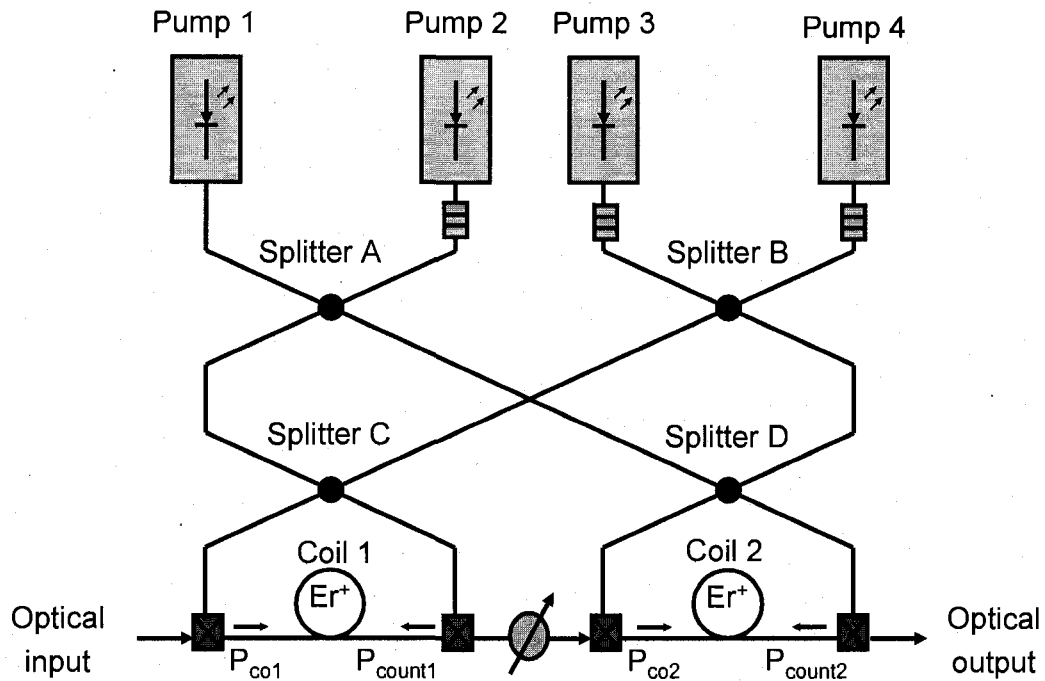 Pump 1
Pump 2
Pump 3
Pump 4
Splitter A
Splitter B
Splitter C
Splitter D
Coil 1
Coil 2
Er⁺
Er⁺
Optical
input
Optical
output
Pco1
Pcount1
Pco2
Pcount2